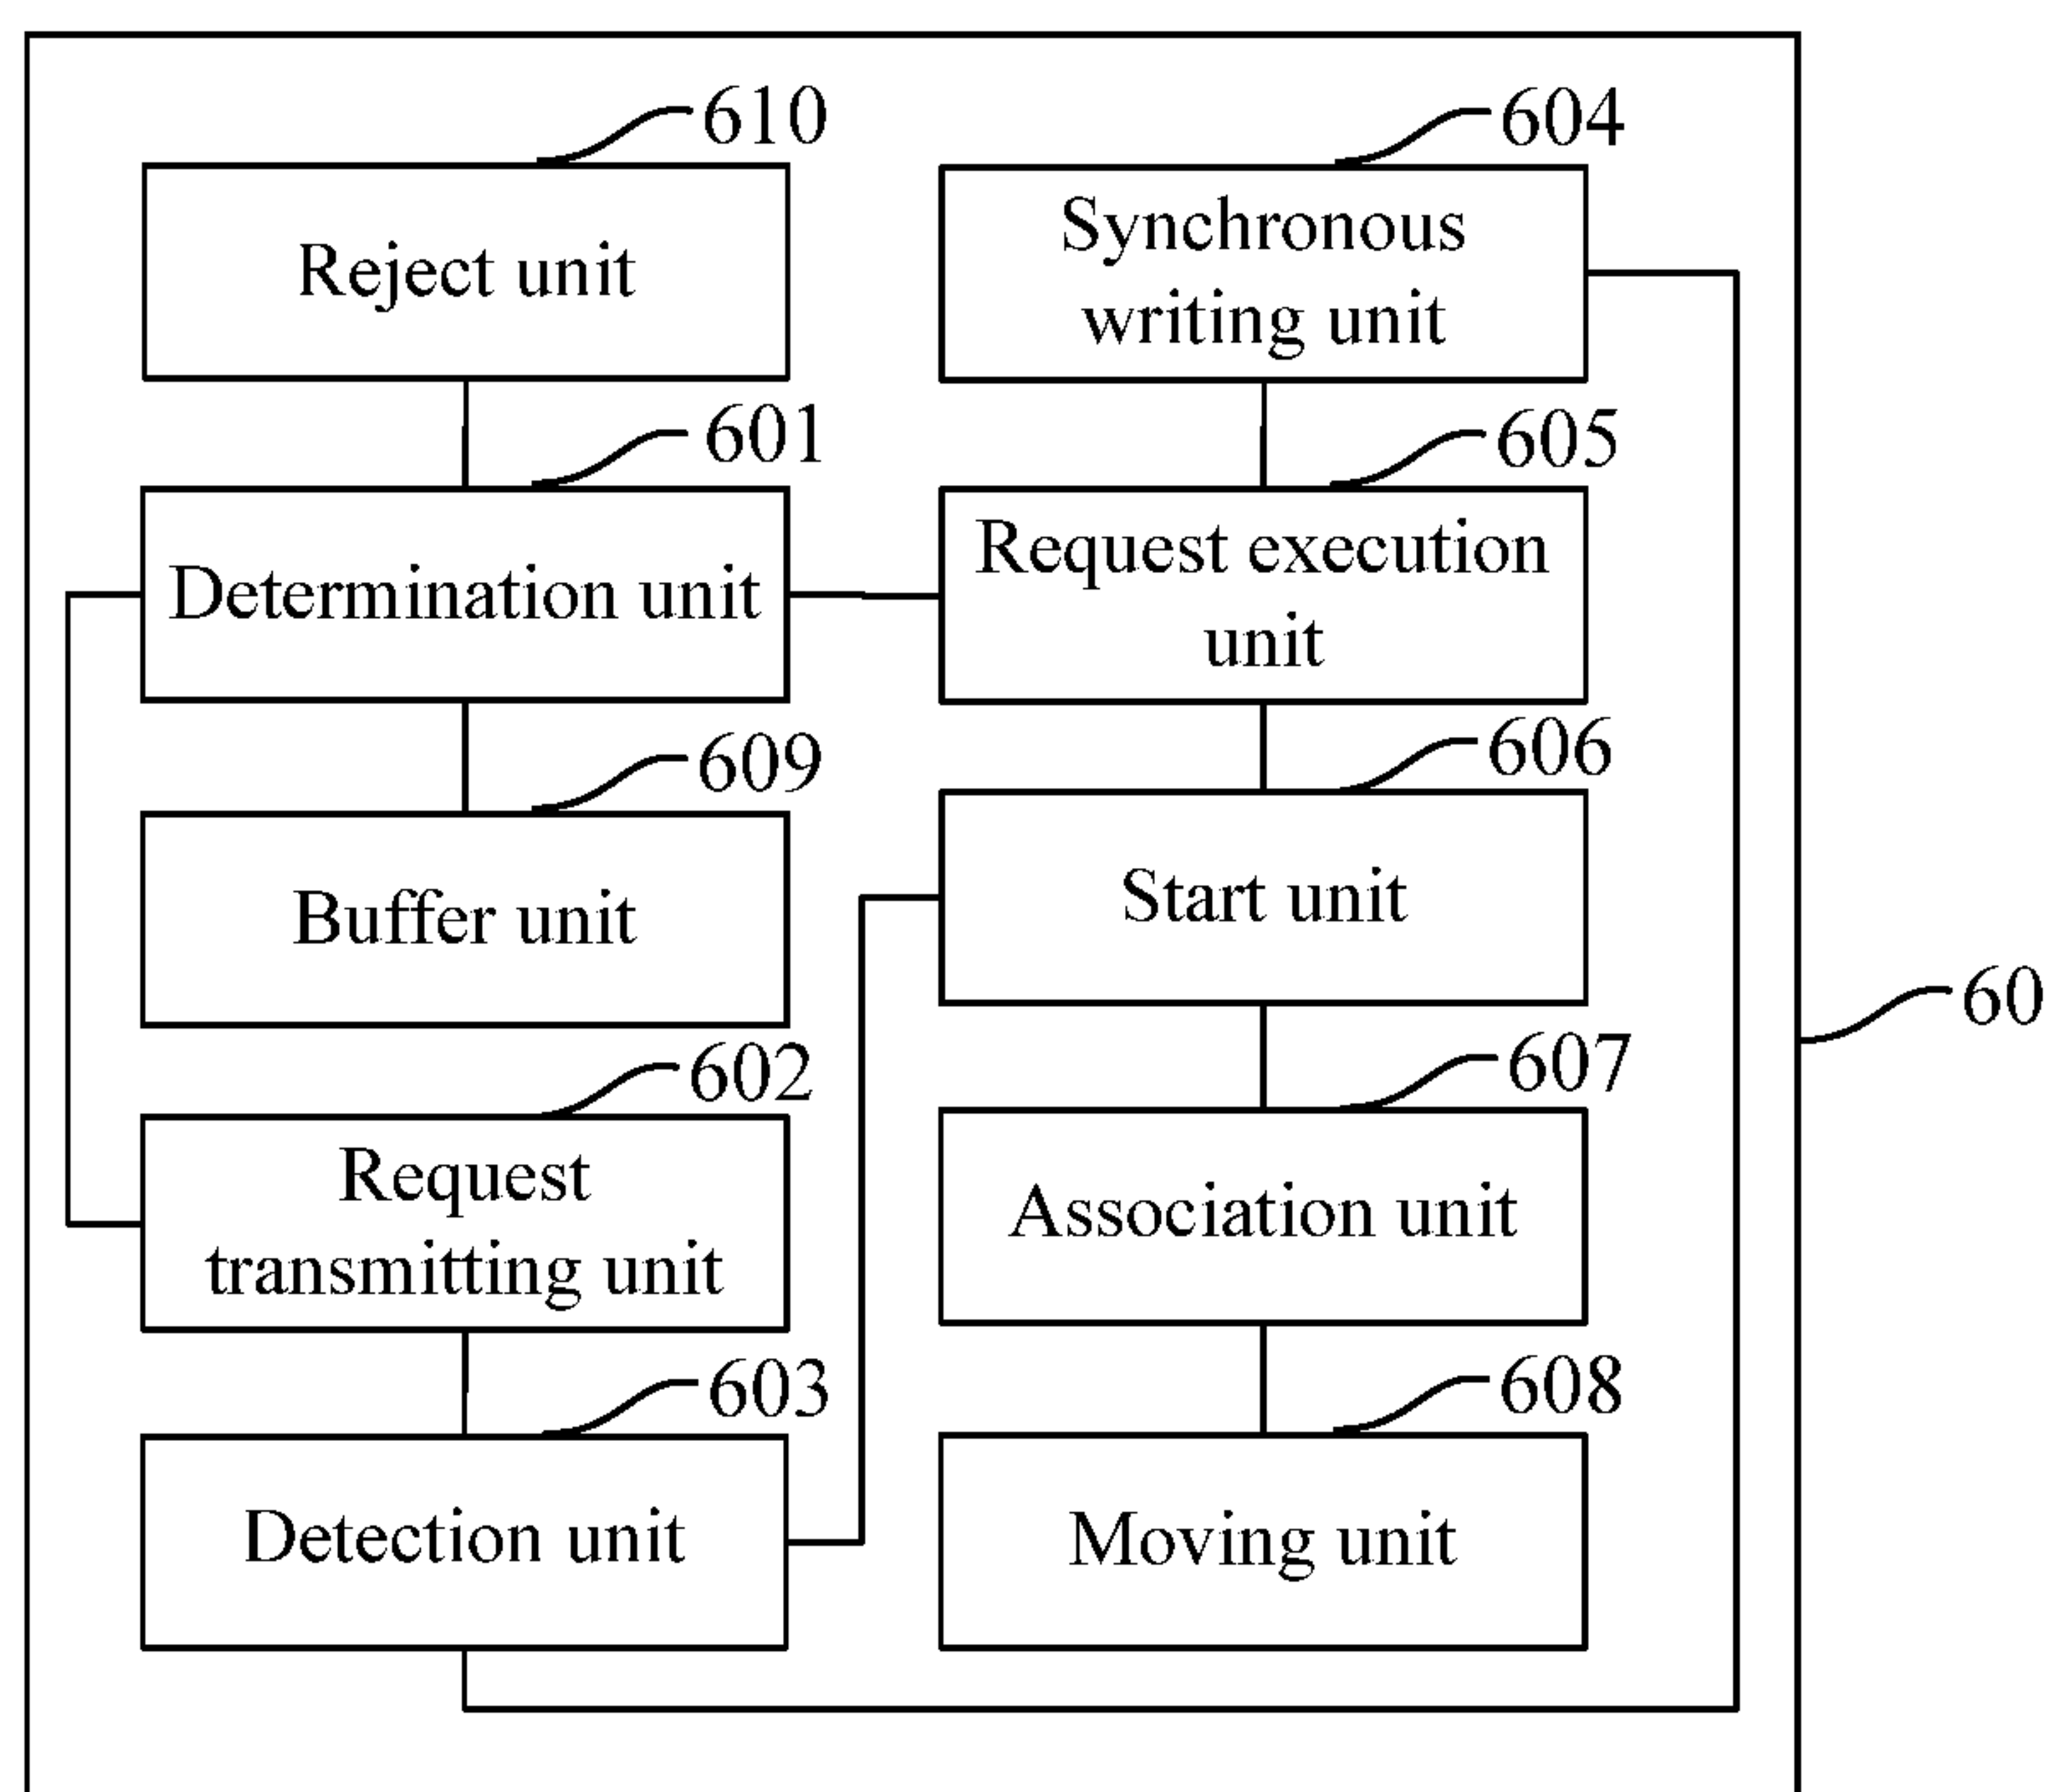 610
Reject unit
604
Synchronous
writing unit
601
Determination unit
605
Request execution
unit
609
Buffer unit
606
Start unit
60
602
Request
transmitting unit
607
Association unit
603
Detection unit
608
Moving unit